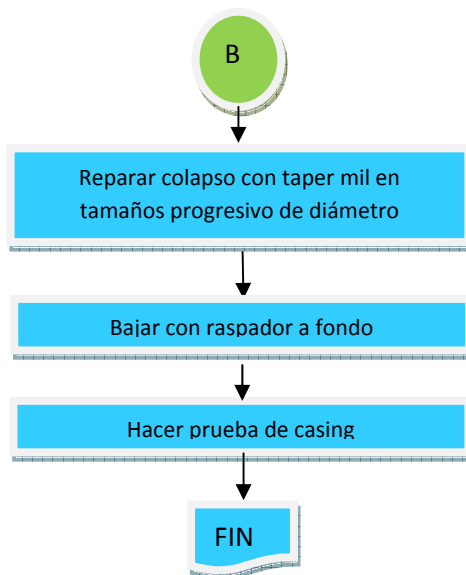 B
Reparar colapso con taper mil en
tamaños progresivo de diámetro
Bajar con raspador a fondo
Hacer prueba de casing
FIN